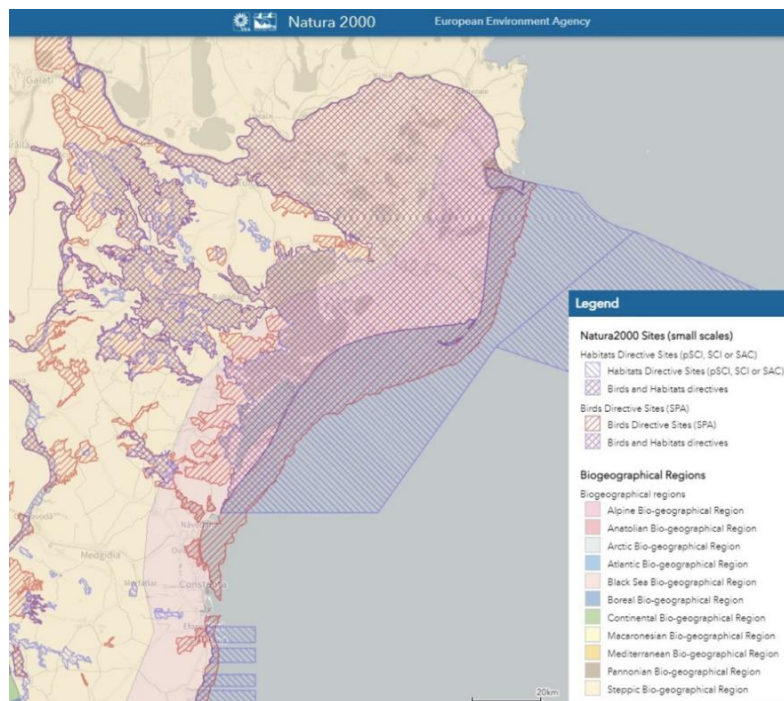 Natura 2000
European Environment Agency
Galați
Medgidia
20km
Legend
Natura2000 Sites (small scales)
Habitats Directive Sites (pSCI, SCI or SAC)
Habitats Directive Sites (pSCI, SCI or SAC)
Birds and Habitats directives
Birds Directive Sites (SPA)
Birds Directive Sites (SPA)
Birds and Habitats directives
Biogeographical Regions
Biogeographical regions
Alpine Bio-geographical Region
Anatolian Bio-geographical Region
Arctic Bio-geographical Region
Atlantic Bio-geographical Region
Black Sea Bio-geographical Region
Boreal Bio-geographical Region
Continental Bio-geographical Region
Macaronesian Bio-geographical Region
Mediterranean Bio-geographical Region
Pannonian Bio-geographical Region
Steppic Bio-geographical Region